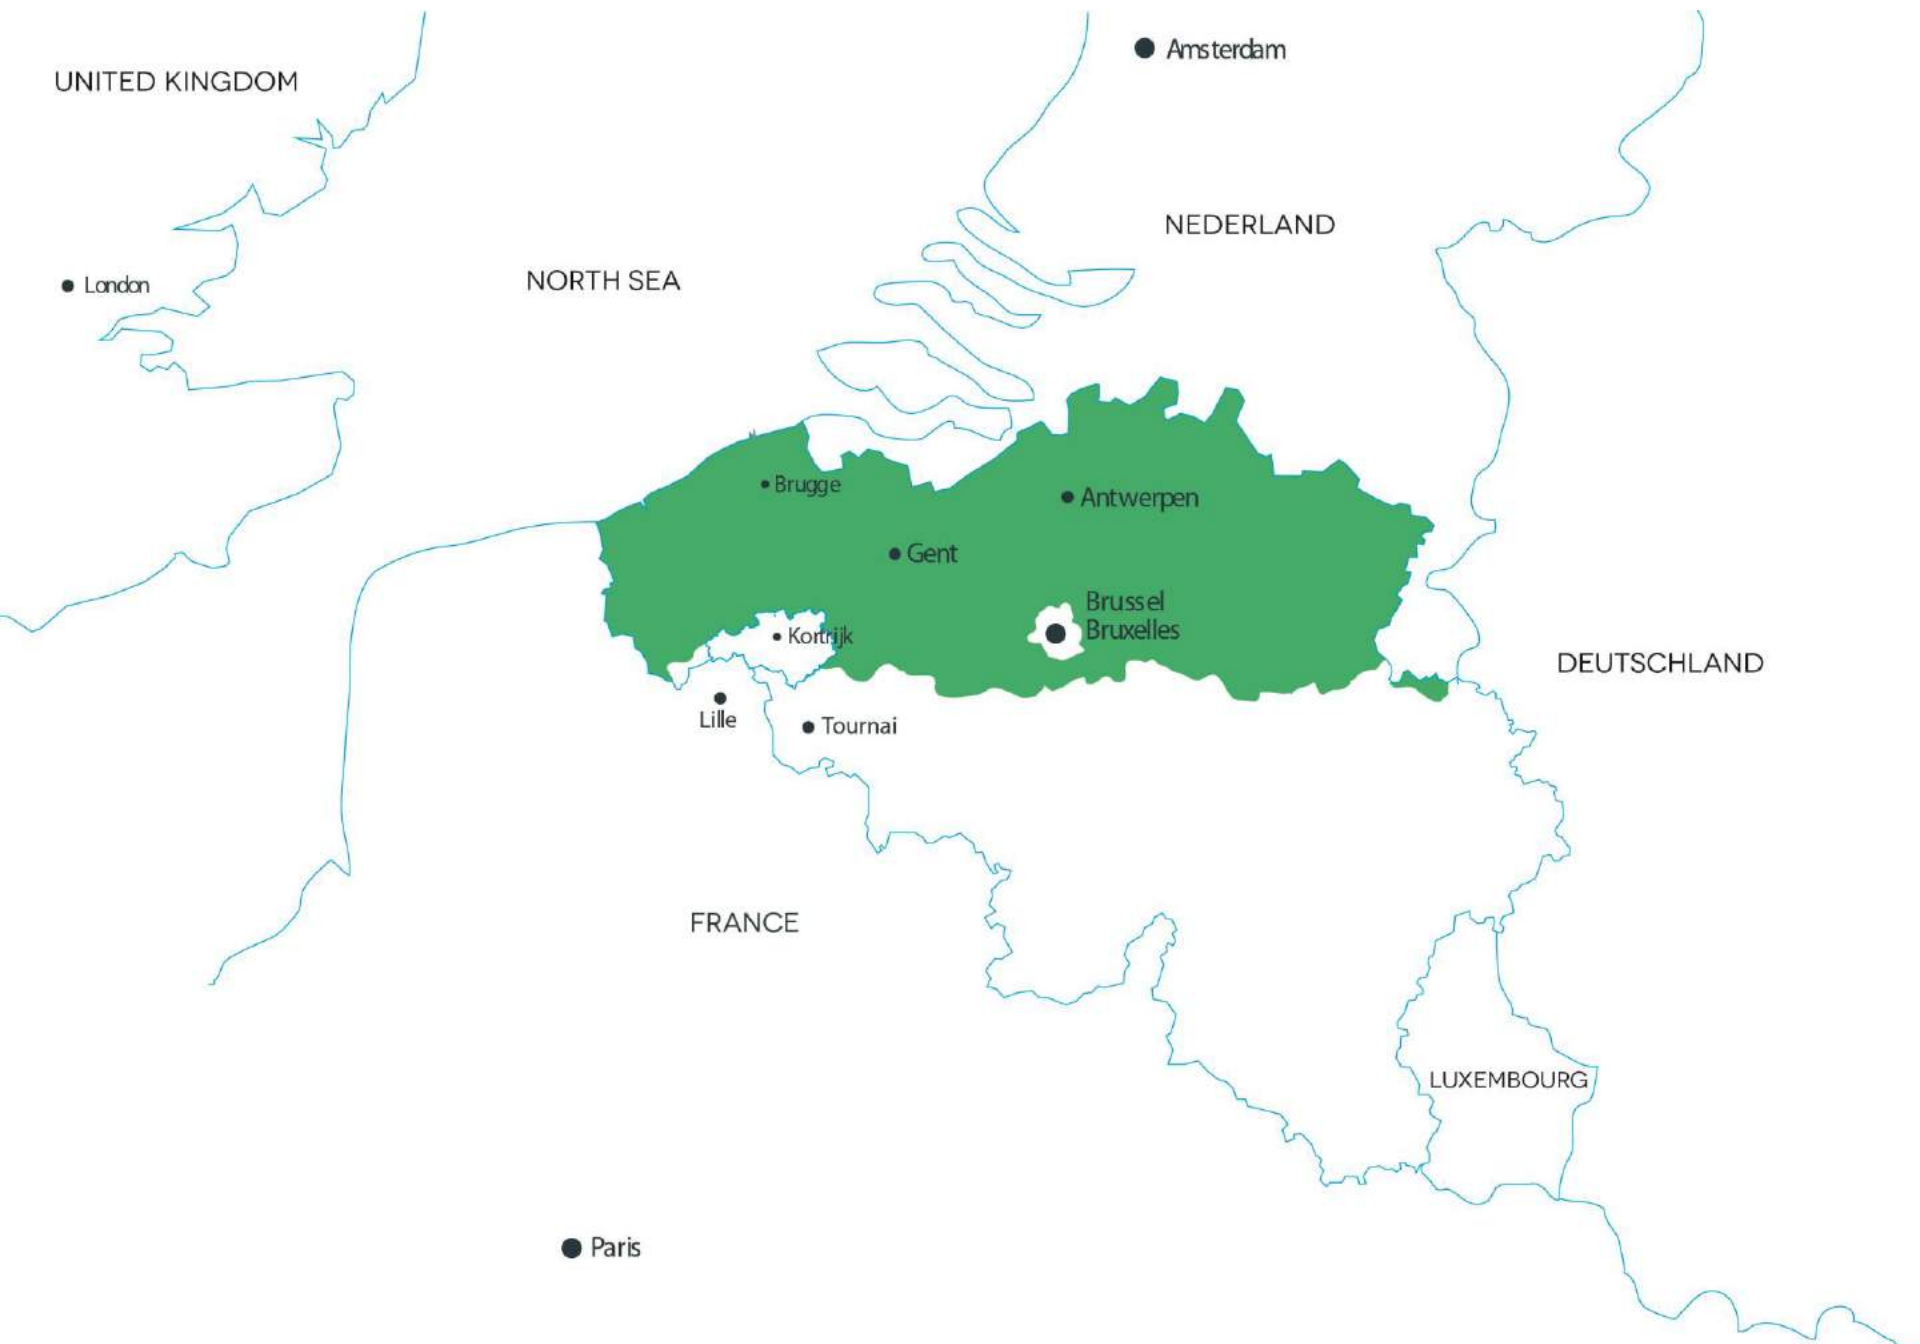 Amsterdam
UNITED KINGDOM
NEDERLAND
NORTH SEA
London
Brugge
Antwerpen
Gent
Brussel
Bruxelles
Kortrijk
DEUTSCHLAND
Lille
Tournai
FRANCE
LUXEMBOURG
Paris